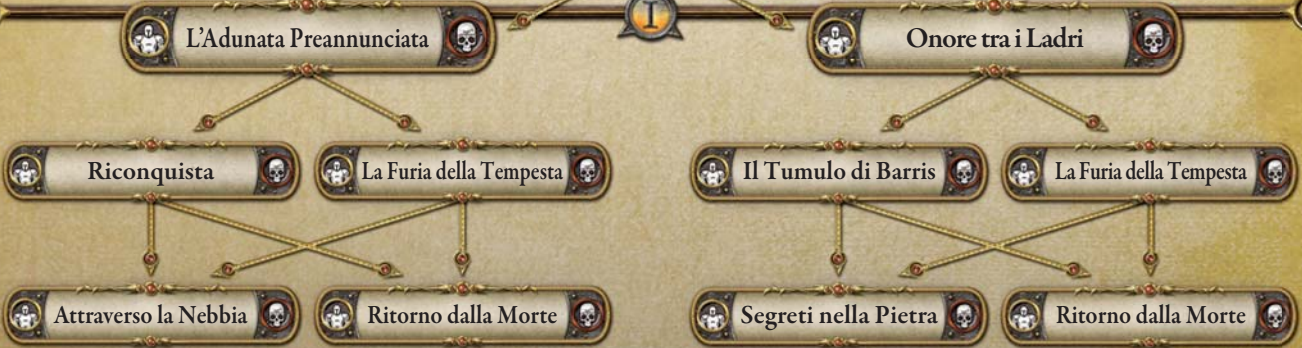 I
L'Adunata Preannunciata
Onore tra i Ladri
Riconquista
La Furia della Tempesta
Il Tumulo di Barris
La Furia della Tempesta
Attraverso la Nebbia
Ritorno dalla Morte
Segreti nella Pietra
Ritorno dalla Morte